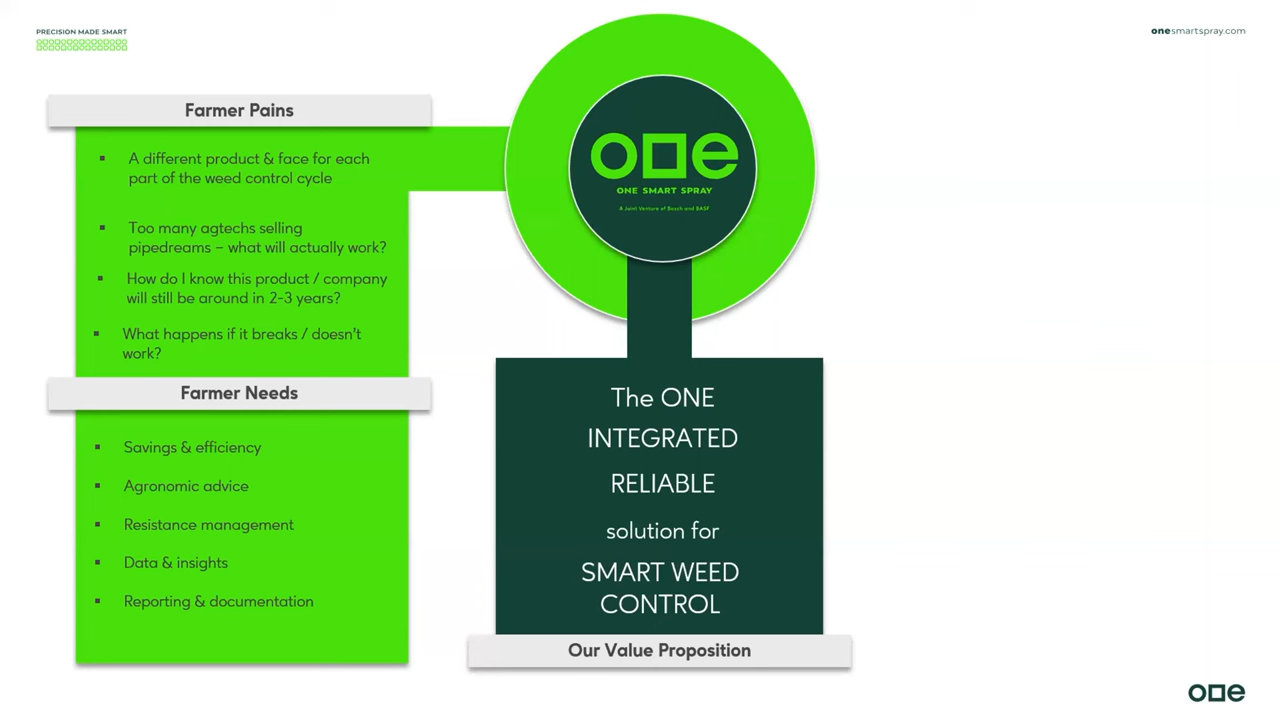 PRECISION MADE SMART
onesmartspray.com
Farmer Pains
▪ A different product & face for each
part of the weed control cycle
▪ Too many agtechs selling
pipedreams – what will actually work?
▪ How do I know this product / company
will still be around in 2-3 years?
▪ What happens if it breaks / doesn't
work?
Farmer Needs
▪ Savings & efficiency
▪ Agronomic advice
▪ Resistance management
▪ Data & insights
▪ Reporting & documentation
one
ONE SMART SPRAY
A Joint Venture of Bosch and BASF
The ONE
INTEGRATED
RELIABLE
solution for
SMART WEED
CONTROL
Our Value Proposition
one